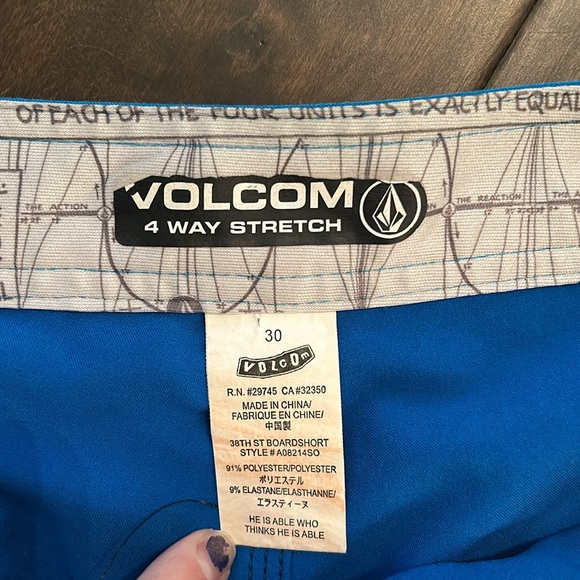 OF EACH OF THE FOUR UNITS IS EXACTLY EQUAL
THE ACTION
THE REACTION
VOLCOM
4 WAY STRETCH
30
VOLCOM
R.N. #29745 CA#32350
MADE IN CHINA/
FABRIQUE EN CHINE/
中国製
38TH ST BOARDSHORT
STYLE # A08214SO
91% POLYESTER/POLYESTER
ポリエステル
9% ELASTANE/ELASTHANNE/
エラスティーヌ
HE IS ABLE WHO
THINKS HE IS ABLE